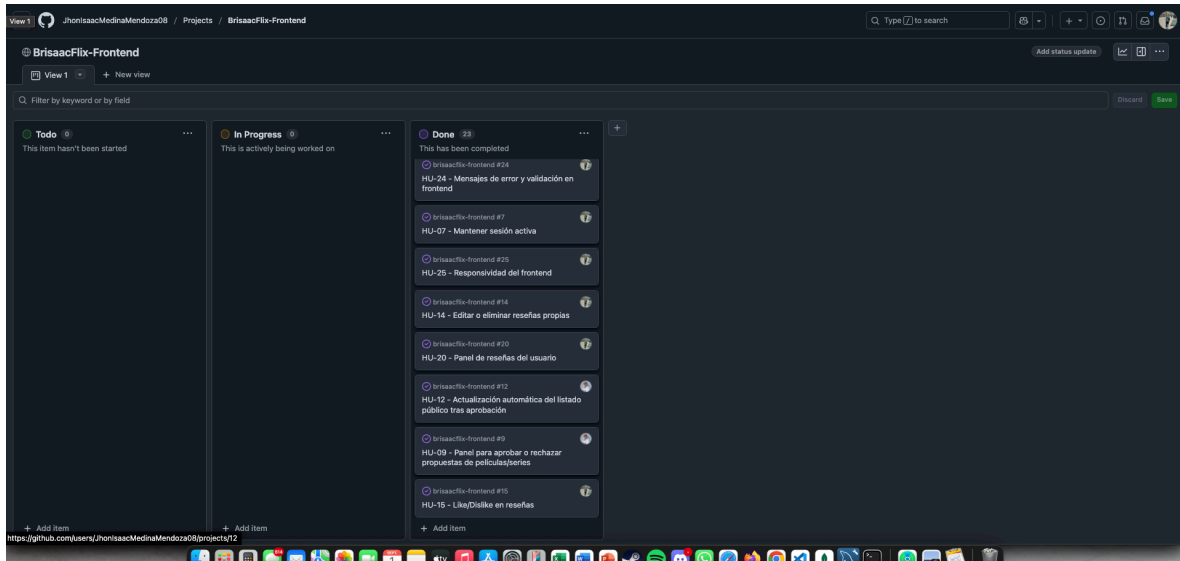 View 1
JhonIsaacMedinaMendoza08 / Projects / BrisaacFlix-Frontend
Type / to search
BrisaacFlix-Frontend
Add status update
View 1
+ New view
Filter by keyword or by field
Discard
Save
Todo 0
This item hasn't been started
In Progress 0
This is actively being worked on
Done 23
This has been completed
brisaacflix-frontend #24
HU-24 - Mensajes de error y validación en
frontend
brisaacflix-frontend #7
HU-07 - Mantener sesión activa
brisaacflix-frontend #25
HU-25 - Responsividad del frontend
brisaacflix-frontend #14
HU-14 - Editar o eliminar reseñas propias
brisaacflix-frontend #20
HU-20 - Panel de reseñas del usuario
brisaacflix-frontend #12
HU-12 - Actualización automática del listado
público tras aprobación
brisaacflix-frontend #9
HU-09 - Panel para aprobar o rechazar
propuestas de películas/series
brisaacflix-frontend #15
HU-15 - Like/Dislike en reseñas
+ Add item
+ Add item
+ Add item
https://github.com/users/JhonIsaacMedinaMendoza08/projects/12
tv